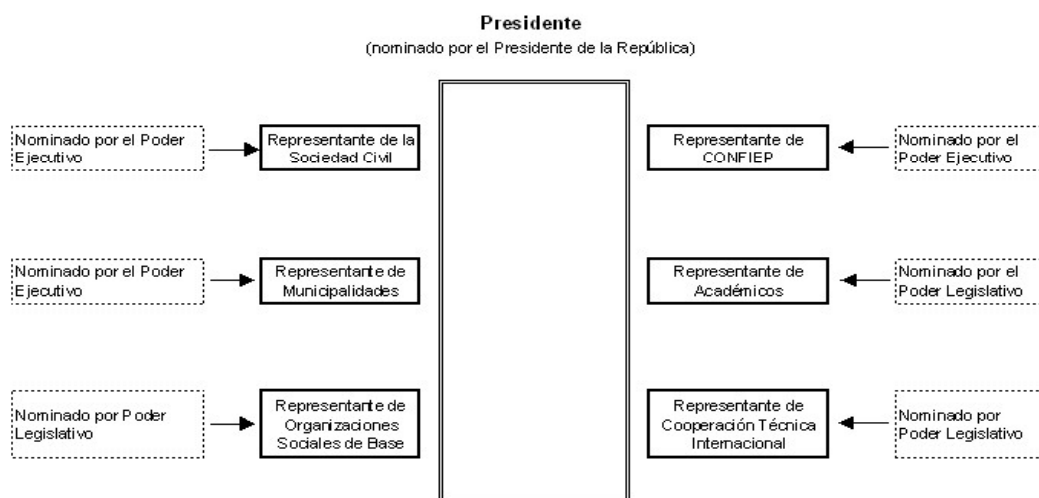 Presidente
(nominado por el Presidente de la República)
Nominado por el Poder
Ejecutivo
Representante de la
Sociedad Civil
Representante de
CONFIEP
Nominado por el
Poder Ejecutivo
Nominado por el Poder
Ejecutivo
Representante de
Municipalidades
Representante de
Académicos
Nominado por el
Poder Legislativo
Nominado por Poder
Legislativo
Representante de
Organizaciones
Sociales de Base
Representante de
Cooperación Técnica
Internacional
Nominado por
Poder Legislativo